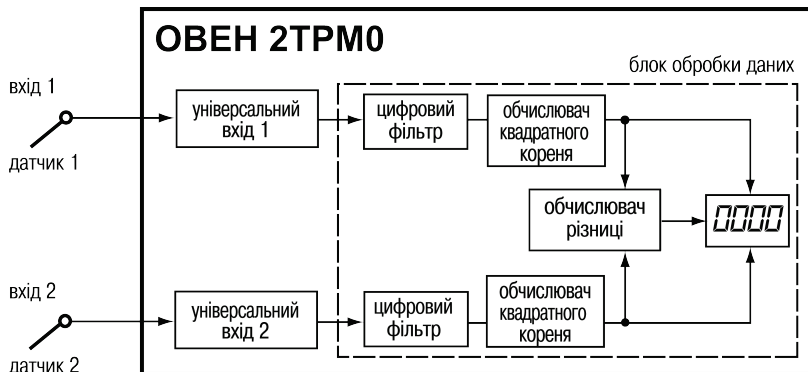 ОВЕН 2ТРМ0
блок обробки даних
вхід 1
датчик 1
універсальний
вхід 1
цифровий
фільтр
обчислювач
квадратного
кореня
обчислювач
різниці
0000
вхід 2
датчик 2
універсальний
вхід 2
цифровий
фільтр
обчислювач
квадратного
кореня